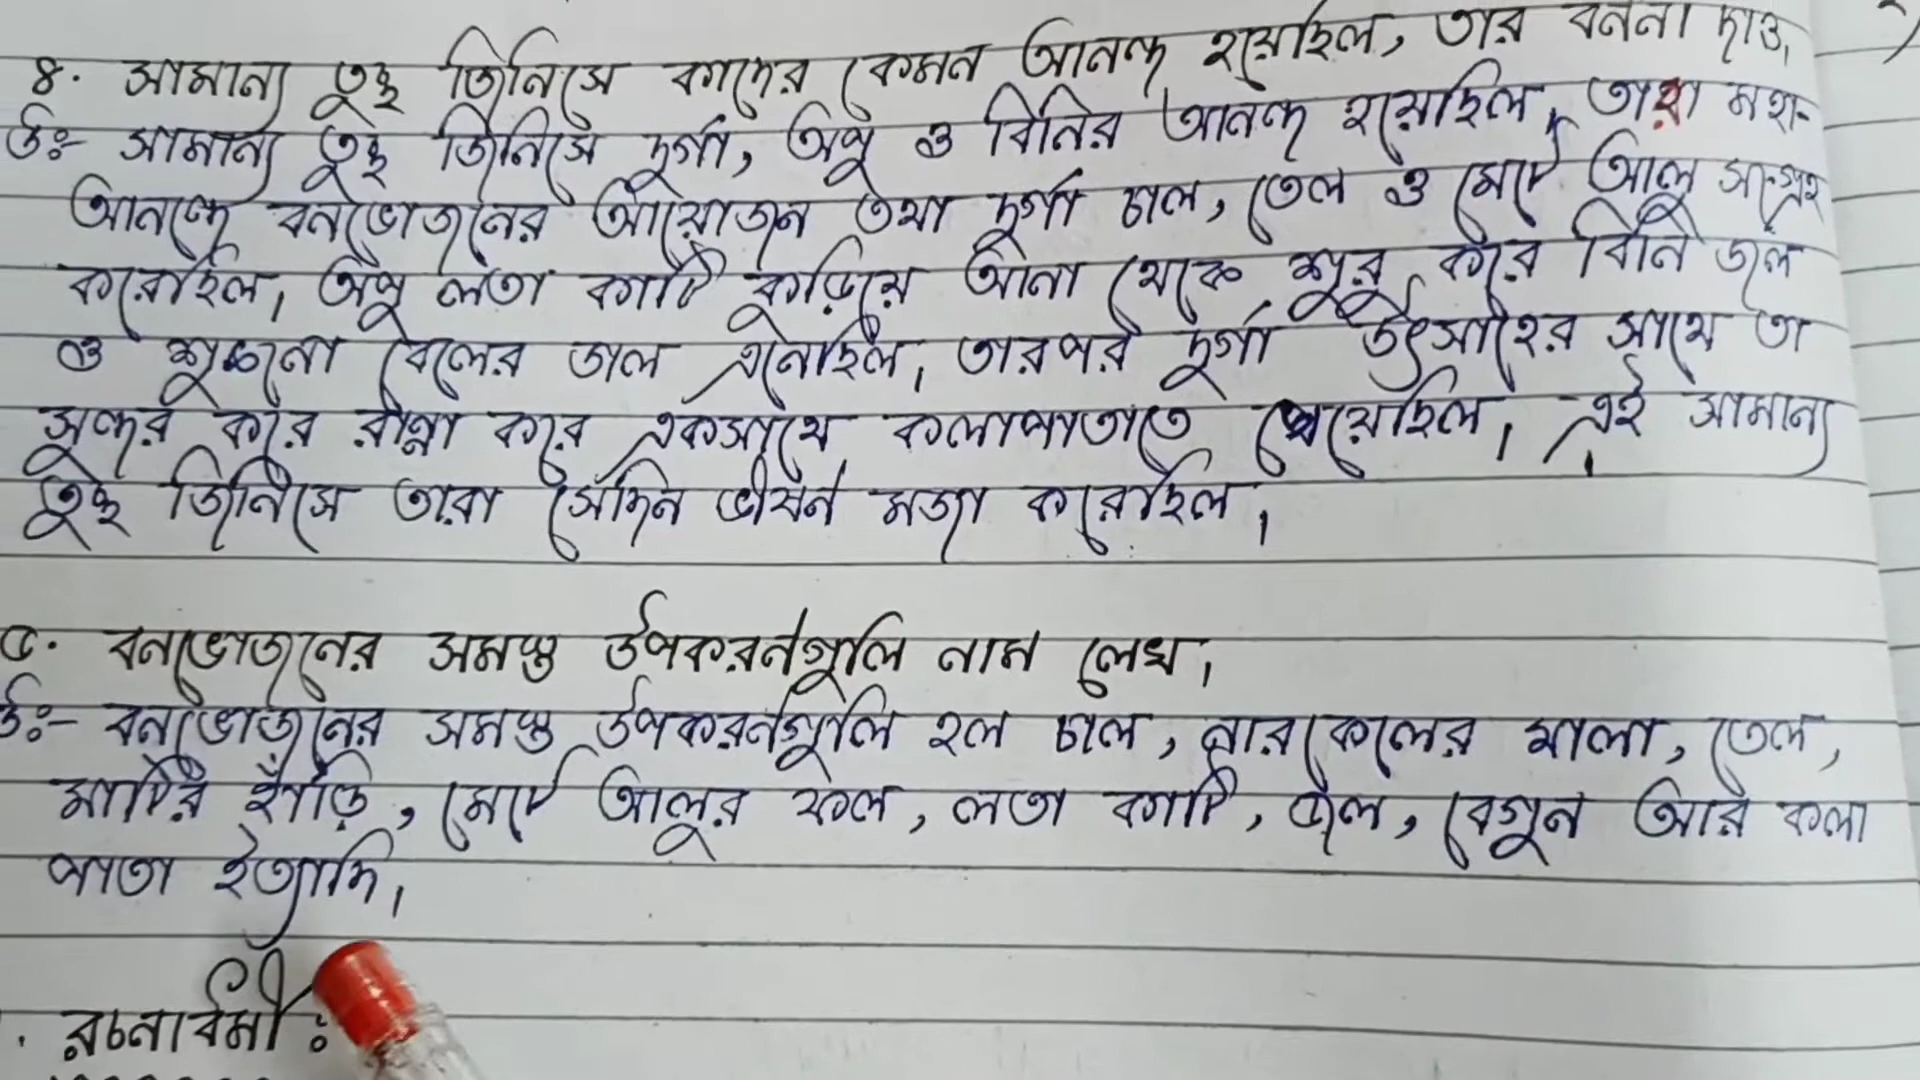 ৪. সামান্য তুচ্ছ জিনিসে কাদের কেমন আনন্দ হয়েছিল, তার বর্ননা দাও।
উঃ- সামান্য তুচ্ছ জিনিসে দুর্গা, অপু ও বিনির আনন্দ হয়েছিল। তারা মহা-
আনন্দে বনভোজনের আয়োজন তথা দুর্গা চাল, তেল ও মেটে আলু সংগ্রহ
করেছিল। অপু লতা কাঠি কুড়িয়ে আনা থেকে শুরু করে বিনি জল
ও শুকনো বেলের ডাল এনেছিল। তারপর দুর্গা উৎসাহের সাথে তা
সুন্দর করে রান্না করে একসাথে কলাপাতাতে খেয়েছিল। এই সামান্য
তুচ্ছ জিনিসে তারা সেদিন ভীষন মজা করেছিল।
৫. বনভোজনের সমস্ত উপকরনগুলি নাম লেখ।
উঃ- বনভোজনের সমস্ত উপকরনগুলি হল চাল, নারকেলের মালা, তেল,
মাটির হাঁড়ি, মেটে আলুর ফল, লতা কাঠি, জল, বেগুন আর কলা
পাতা ইত্যাদি।
রচনাধর্মী :